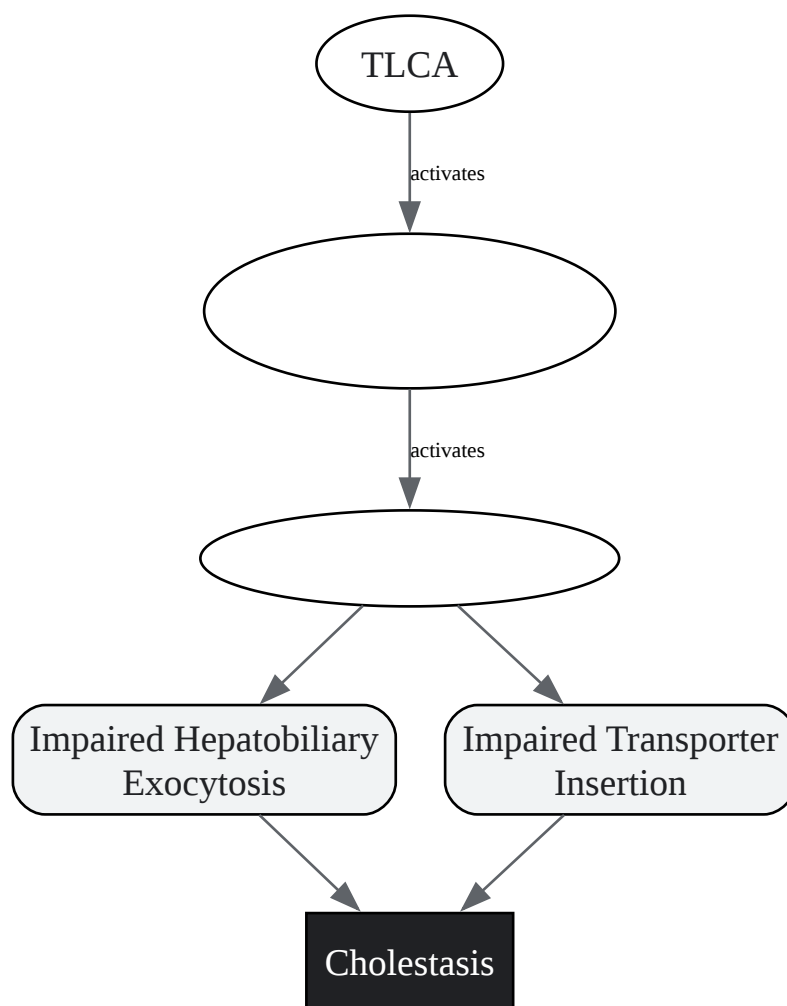 TLCA
activates
activates
Impaired Hepatobiliary
Exocytosis
Impaired Transporter
Insertion
Cholestasis